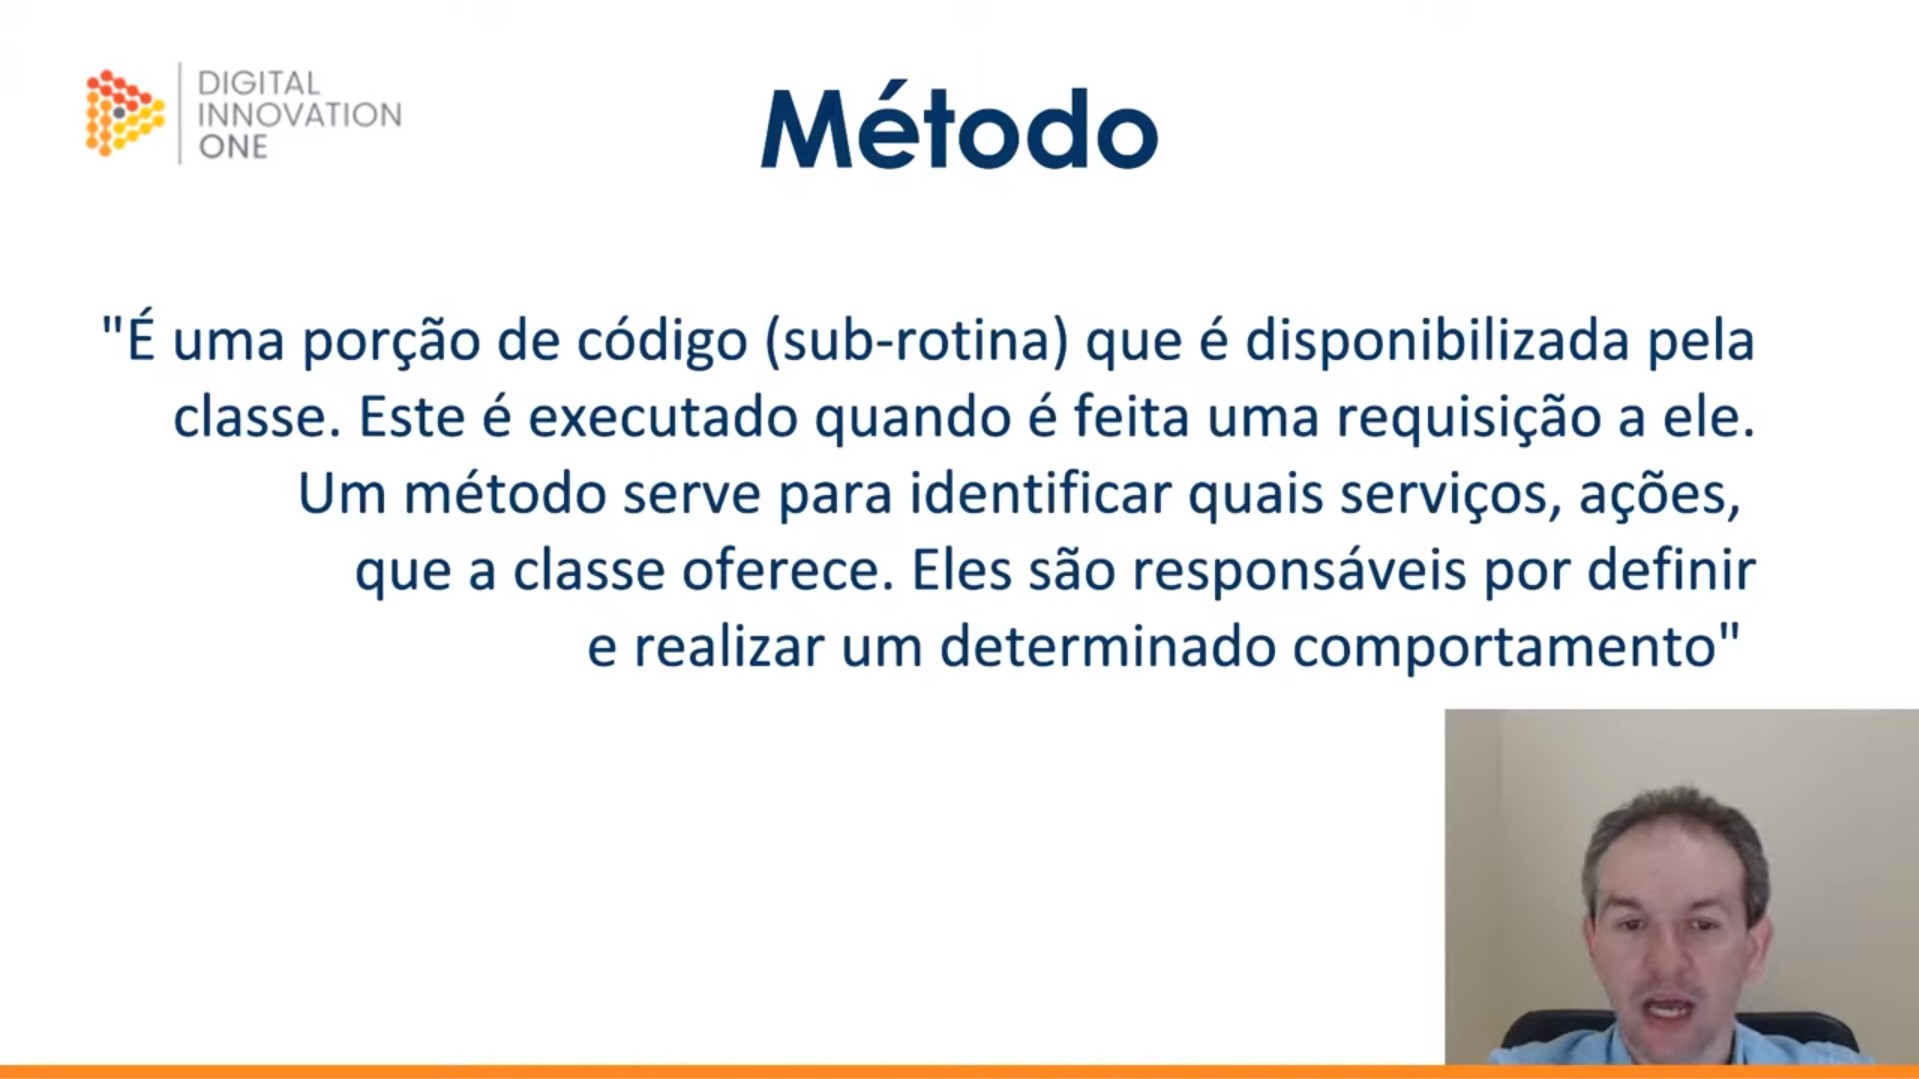 DIGITAL
INNOVATION
ONE
Método
"É uma porção de código (sub-rotina) que é disponibilizada pela
classe. Este é executado quando é feita uma requisição a ele.
Um método serve para identificar quais serviços, ações,
que a classe oferece. Eles são responsáveis por definir
e realizar um determinado comportamento"